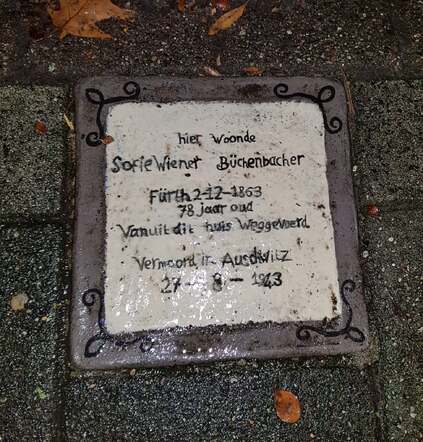 hier woonde
Sofie Wiener Büchenbacher
Fürth 2-12-1863
78 jaar oud
Vanuit dit huis Weggevoerd
Vermoord in Auschwitz
27 - 8 - 1943